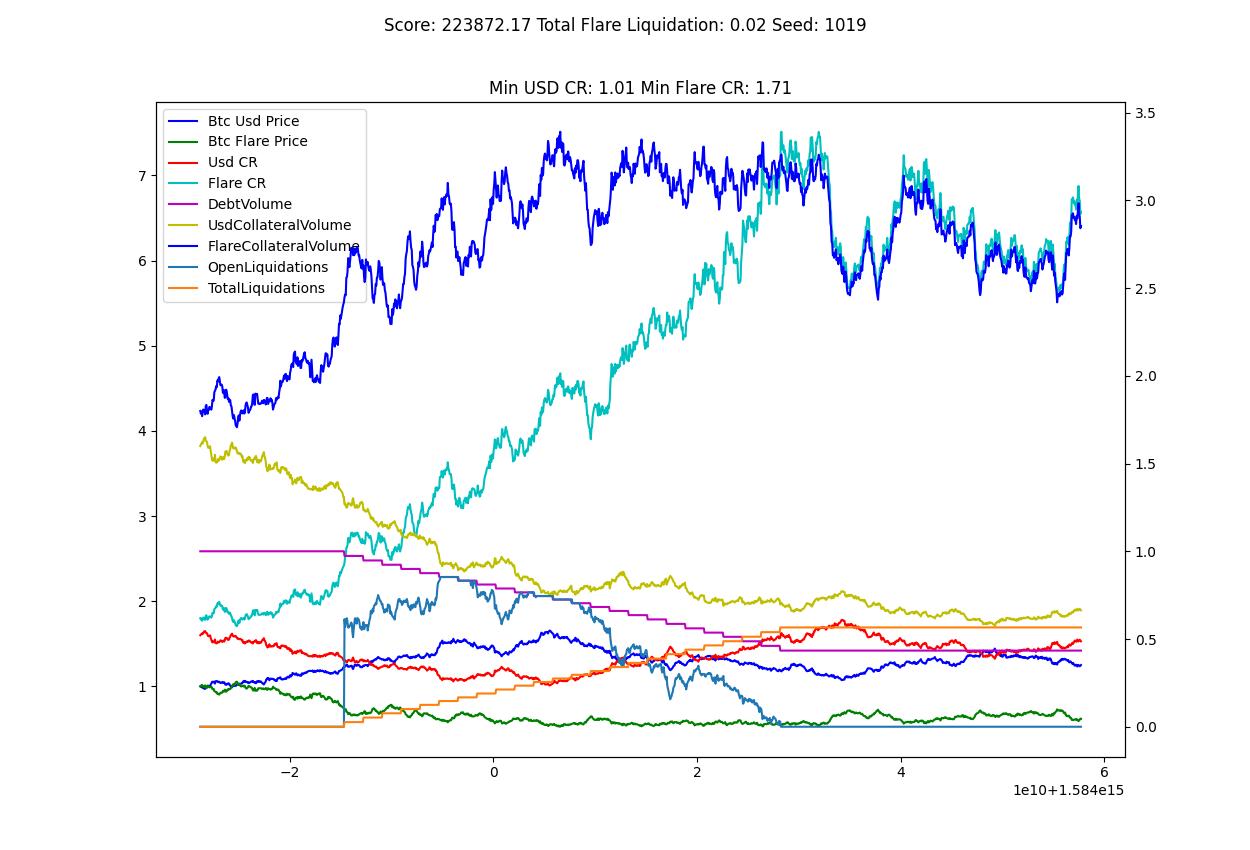 Score: 223872.17 Total Flare Liquidation: 0.02 Seed: 1019
Min USD CR: 1.01 Min Flare CR: 1.71
Btc Usd Price
Btc Flare Price
Usd CR
Flare CR
DebtVolume
UsdCollateralVolume
FlareCollateralVolume
OpenLiquidations
TotalLiquidations
7
6
5
4
3
2
1
3.5
3.0
2.5
2.0
1.5
1.0
0.5
0.0
−2 0 2 4 6
1e10+1.584e15